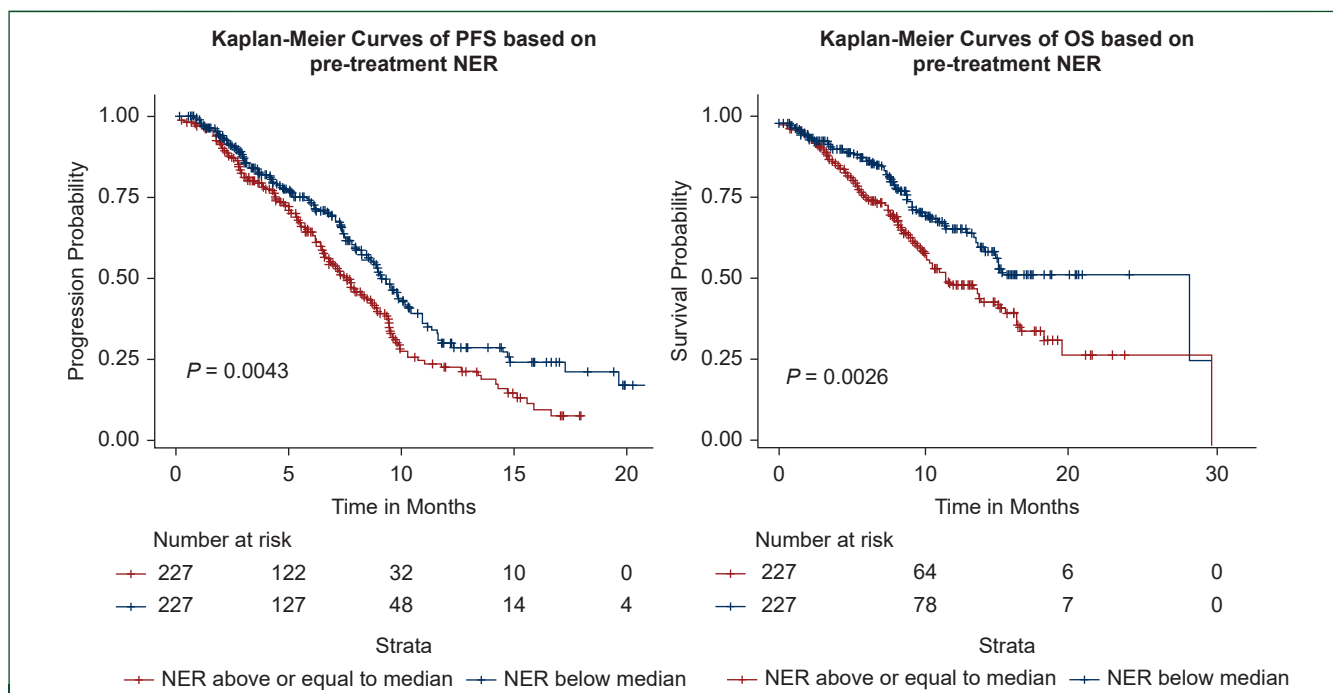 Kaplan-Meier Curves of PFS based on
pre-treatment NER
1.00
0.75
0.50
0.25
0.00
Progression Probability
P = 0.0043
0 5 10 15 20
Time in Months
Number at risk
227 122 32 10 0
227 127 48 14 4
Strata
NER above or equal to median NER below median
Kaplan-Meier Curves of OS based on
pre-treatment NER
1.00
0.75
0.50
0.25
0.00
Survival Probability
P = 0.0026
0 10 20 30
Time in Months
Number at risk
227 64 6 0
227 78 7 0
Strata
NER above or equal to median NER below median